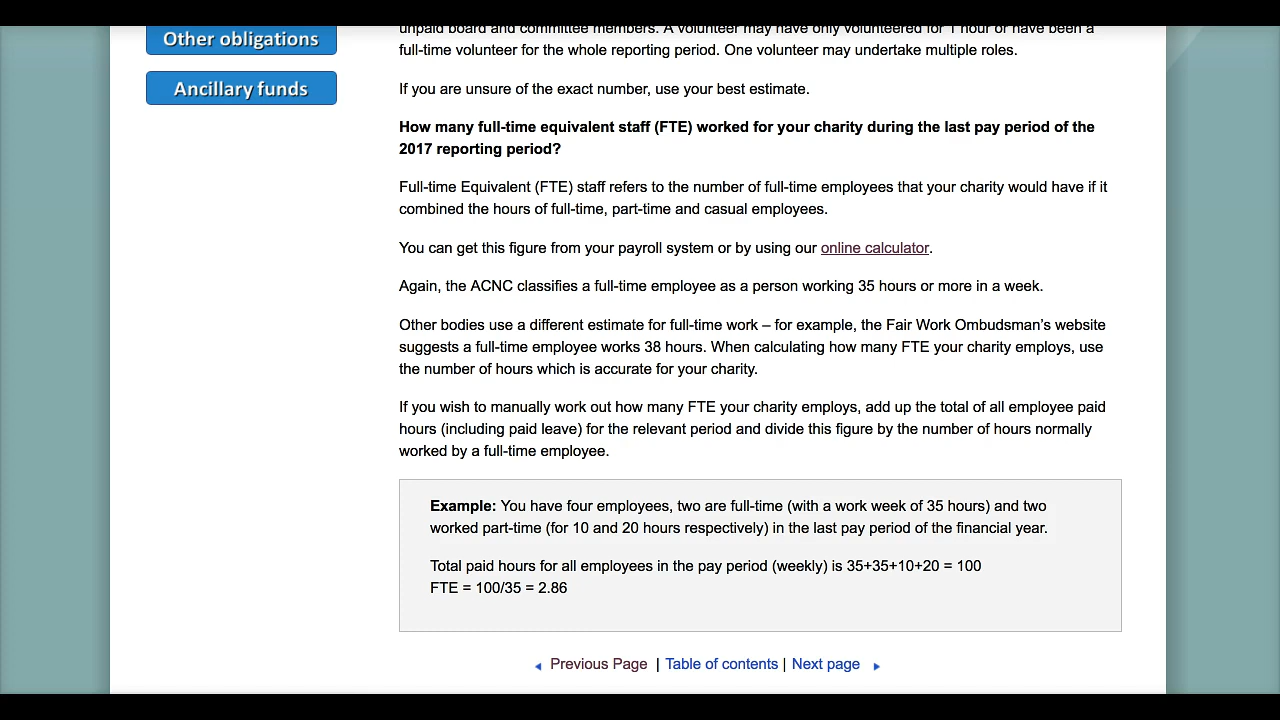 Other obligations
Ancillary funds
unpaid board and committee members. A volunteer may have only volunteered for 1 hour or have been a
full-time volunteer for the whole reporting period. One volunteer may undertake multiple roles.
If you are unsure of the exact number, use your best estimate.
How many full-time equivalent staff (FTE) worked for your charity during the last pay period of the
2017 reporting period?
Full-time Equivalent (FTE) staff refers to the number of full-time employees that your charity would have if it
combined the hours of full-time, part-time and casual employees.
You can get this figure from your payroll system or by using our online calculator.
Again, the ACNC classifies a full-time employee as a person working 35 hours or more in a week.
Other bodies use a different estimate for full-time work – for example, the Fair Work Ombudsman’s website
suggests a full-time employee works 38 hours. When calculating how many FTE your charity employs, use
the number of hours which is accurate for your charity.
If you wish to manually work out how many FTE your charity employs, add up the total of all employee paid
hours (including paid leave) for the relevant period and divide this figure by the number of hours normally
worked by a full-time employee.
Example: You have four employees, two are full-time (with a work week of 35 hours) and two
worked part-time (for 10 and 20 hours respectively) in the last pay period of the financial year.
Total paid hours for all employees in the pay period (weekly) is 35+35+10+20 = 100
FTE = 100/35 = 2.86
Previous Page | Table of contents | Next page